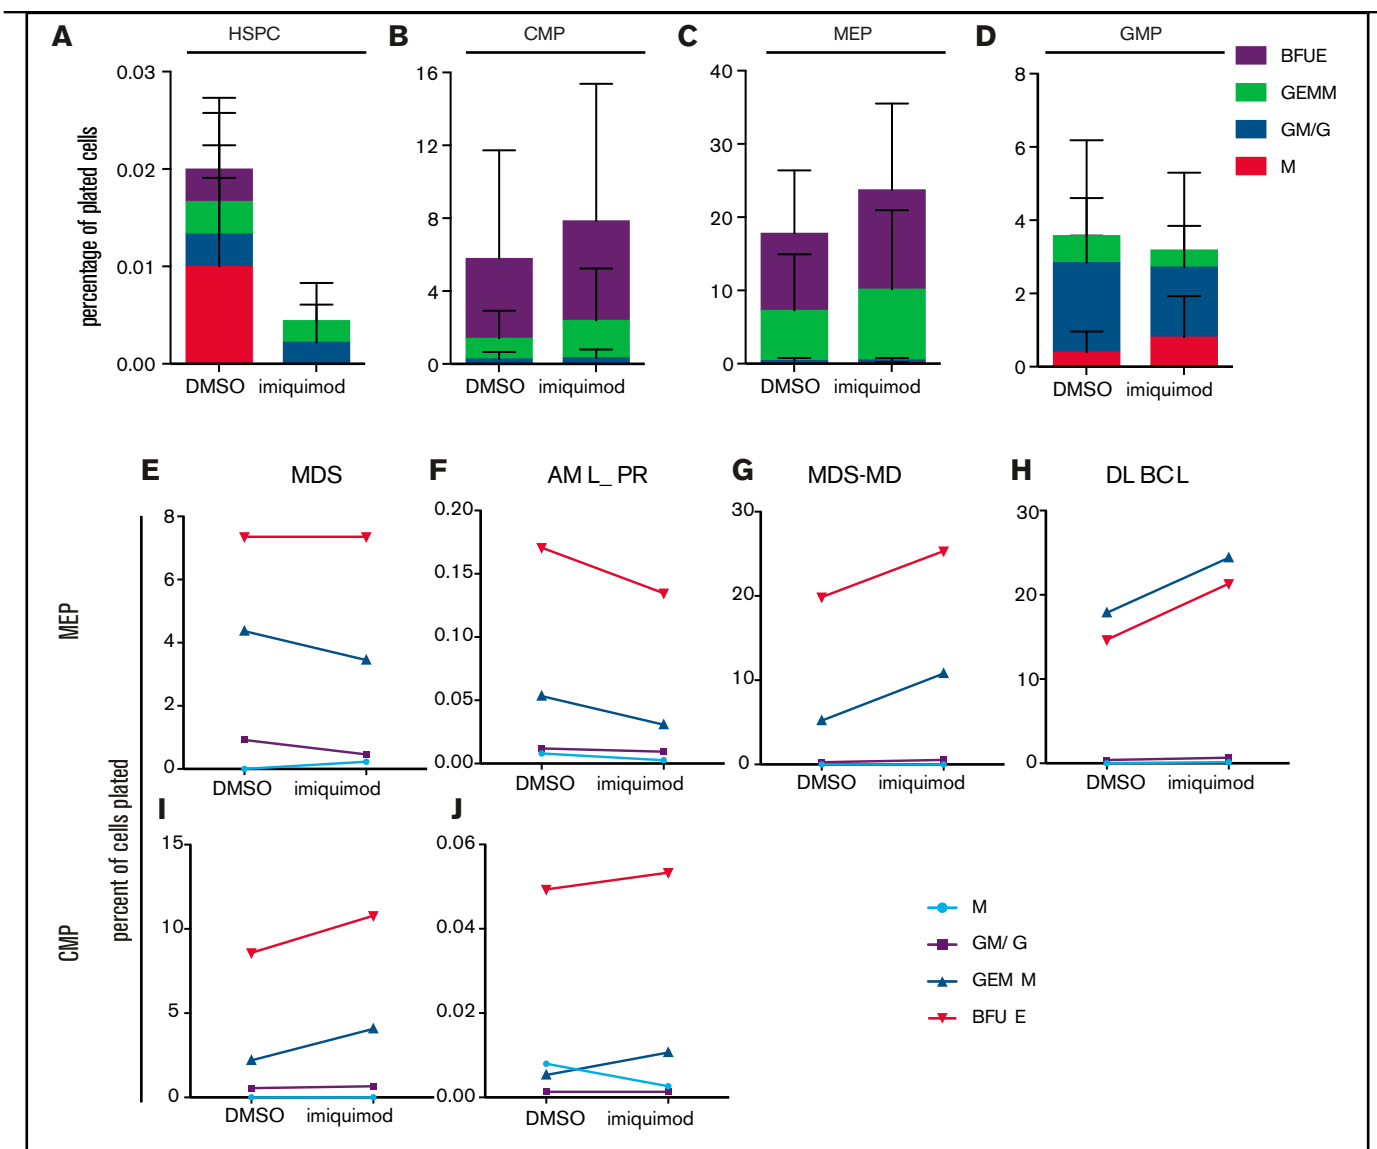 A HSPC B CMP C MEP D GMP
BFUE
GEMM
GM/G
M
percentage of plated cells
0.03
0.02
0.01
0.00
DMSO imiquimod
16
12
8
4
0
DMSO imiquimod
40
30
20
10
0
DMSO imiquimod
8
6
4
2
0
DMSO imiquimod
MEP
CMP
percent of cells plated
E MDS
8
6
4
2
0
DMSO imiquimod
F AM L_ PR
0.20
0.15
0.10
0.05
0.00
DMSO imiquimod
G MDS-MD
30
20
10
0
DMSO imiquimod
H DL BCL
30
20
10
0
DMSO imiquimod
I
15
10
5
0
DMSO imiquimod
J
0.06
0.04
0.02
0.00
DMSO imiquimod
M
GM/ G
GEM M
BFU E